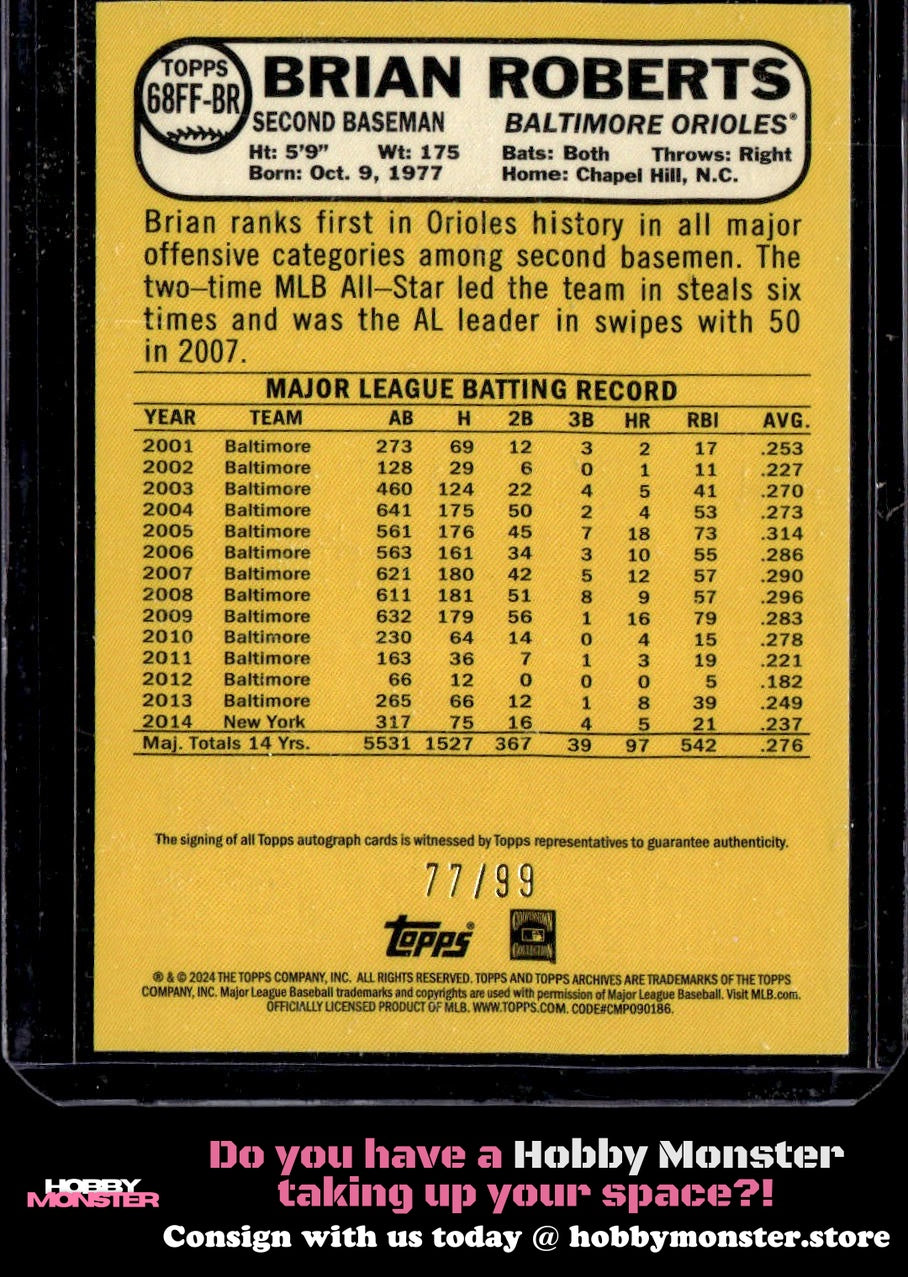 TOPPS
68FF-BR
BRIAN ROBERTS
SECOND BASEMAN BALTIMORE ORIOLES®
Ht: 5'9" Wt: 175 Bats: Both Throws: Right
Born: Oct. 9, 1977 Home: Chapel Hill, N.C.
Brian ranks first in Orioles history in all major
offensive categories among second basemen. The
two–time MLB All–Star led the team in steals six
times and was the AL leader in swipes with 50
in 2007.
MAJOR LEAGUE BATTING RECORD
YEAR TEAM AB H 2B 3B HR RBI AVG.
2001 Baltimore 273 69 12 3 2 17 .253
2002 Baltimore 128 29 6 0 1 11 .227
2003 Baltimore 460 124 22 4 5 41 .270
2004 Baltimore 641 175 50 2 4 53 .273
2005 Baltimore 561 176 45 7 18 73 .314
2006 Baltimore 563 161 34 3 10 55 .286
2007 Baltimore 621 180 42 5 12 57 .290
2008 Baltimore 611 181 51 8 9 57 .296
2009 Baltimore 632 179 56 1 16 79 .283
2010 Baltimore 230 64 14 0 4 15 .278
2011 Baltimore 163 36 7 1 3 19 .221
2012 Baltimore 66 12 0 0 0 5 .182
2013 Baltimore 265 66 12 1 8 39 .249
2014 New York 317 75 16 4 5 21 .237
Maj. Totals 14 Yrs. 5531 1527 367 39 97 542 .276
The signing of all Topps autograph cards is witnessed by Topps representatives to guarantee authenticity.
77/99
Topps®
COOPERSTOWN
COLLECTION
® & © 2024 THE TOPPS COMPANY, INC. ALL RIGHTS RESERVED. TOPPS AND TOPPS ARCHIVES ARE TRADEMARKS OF THE TOPPS
COMPANY, INC. Major League Baseball trademarks and copyrights are used with permission of Major League Baseball. Visit MLB.com.
OFFICIALLY LICENSED PRODUCT OF MLB. WWW.TOPPS.COM. CODE#CMP090186.
Do you have a Hobby Monster
taking up your space?!
HOBBY
MONSTER
Consign with us today @ hobbymonster.store